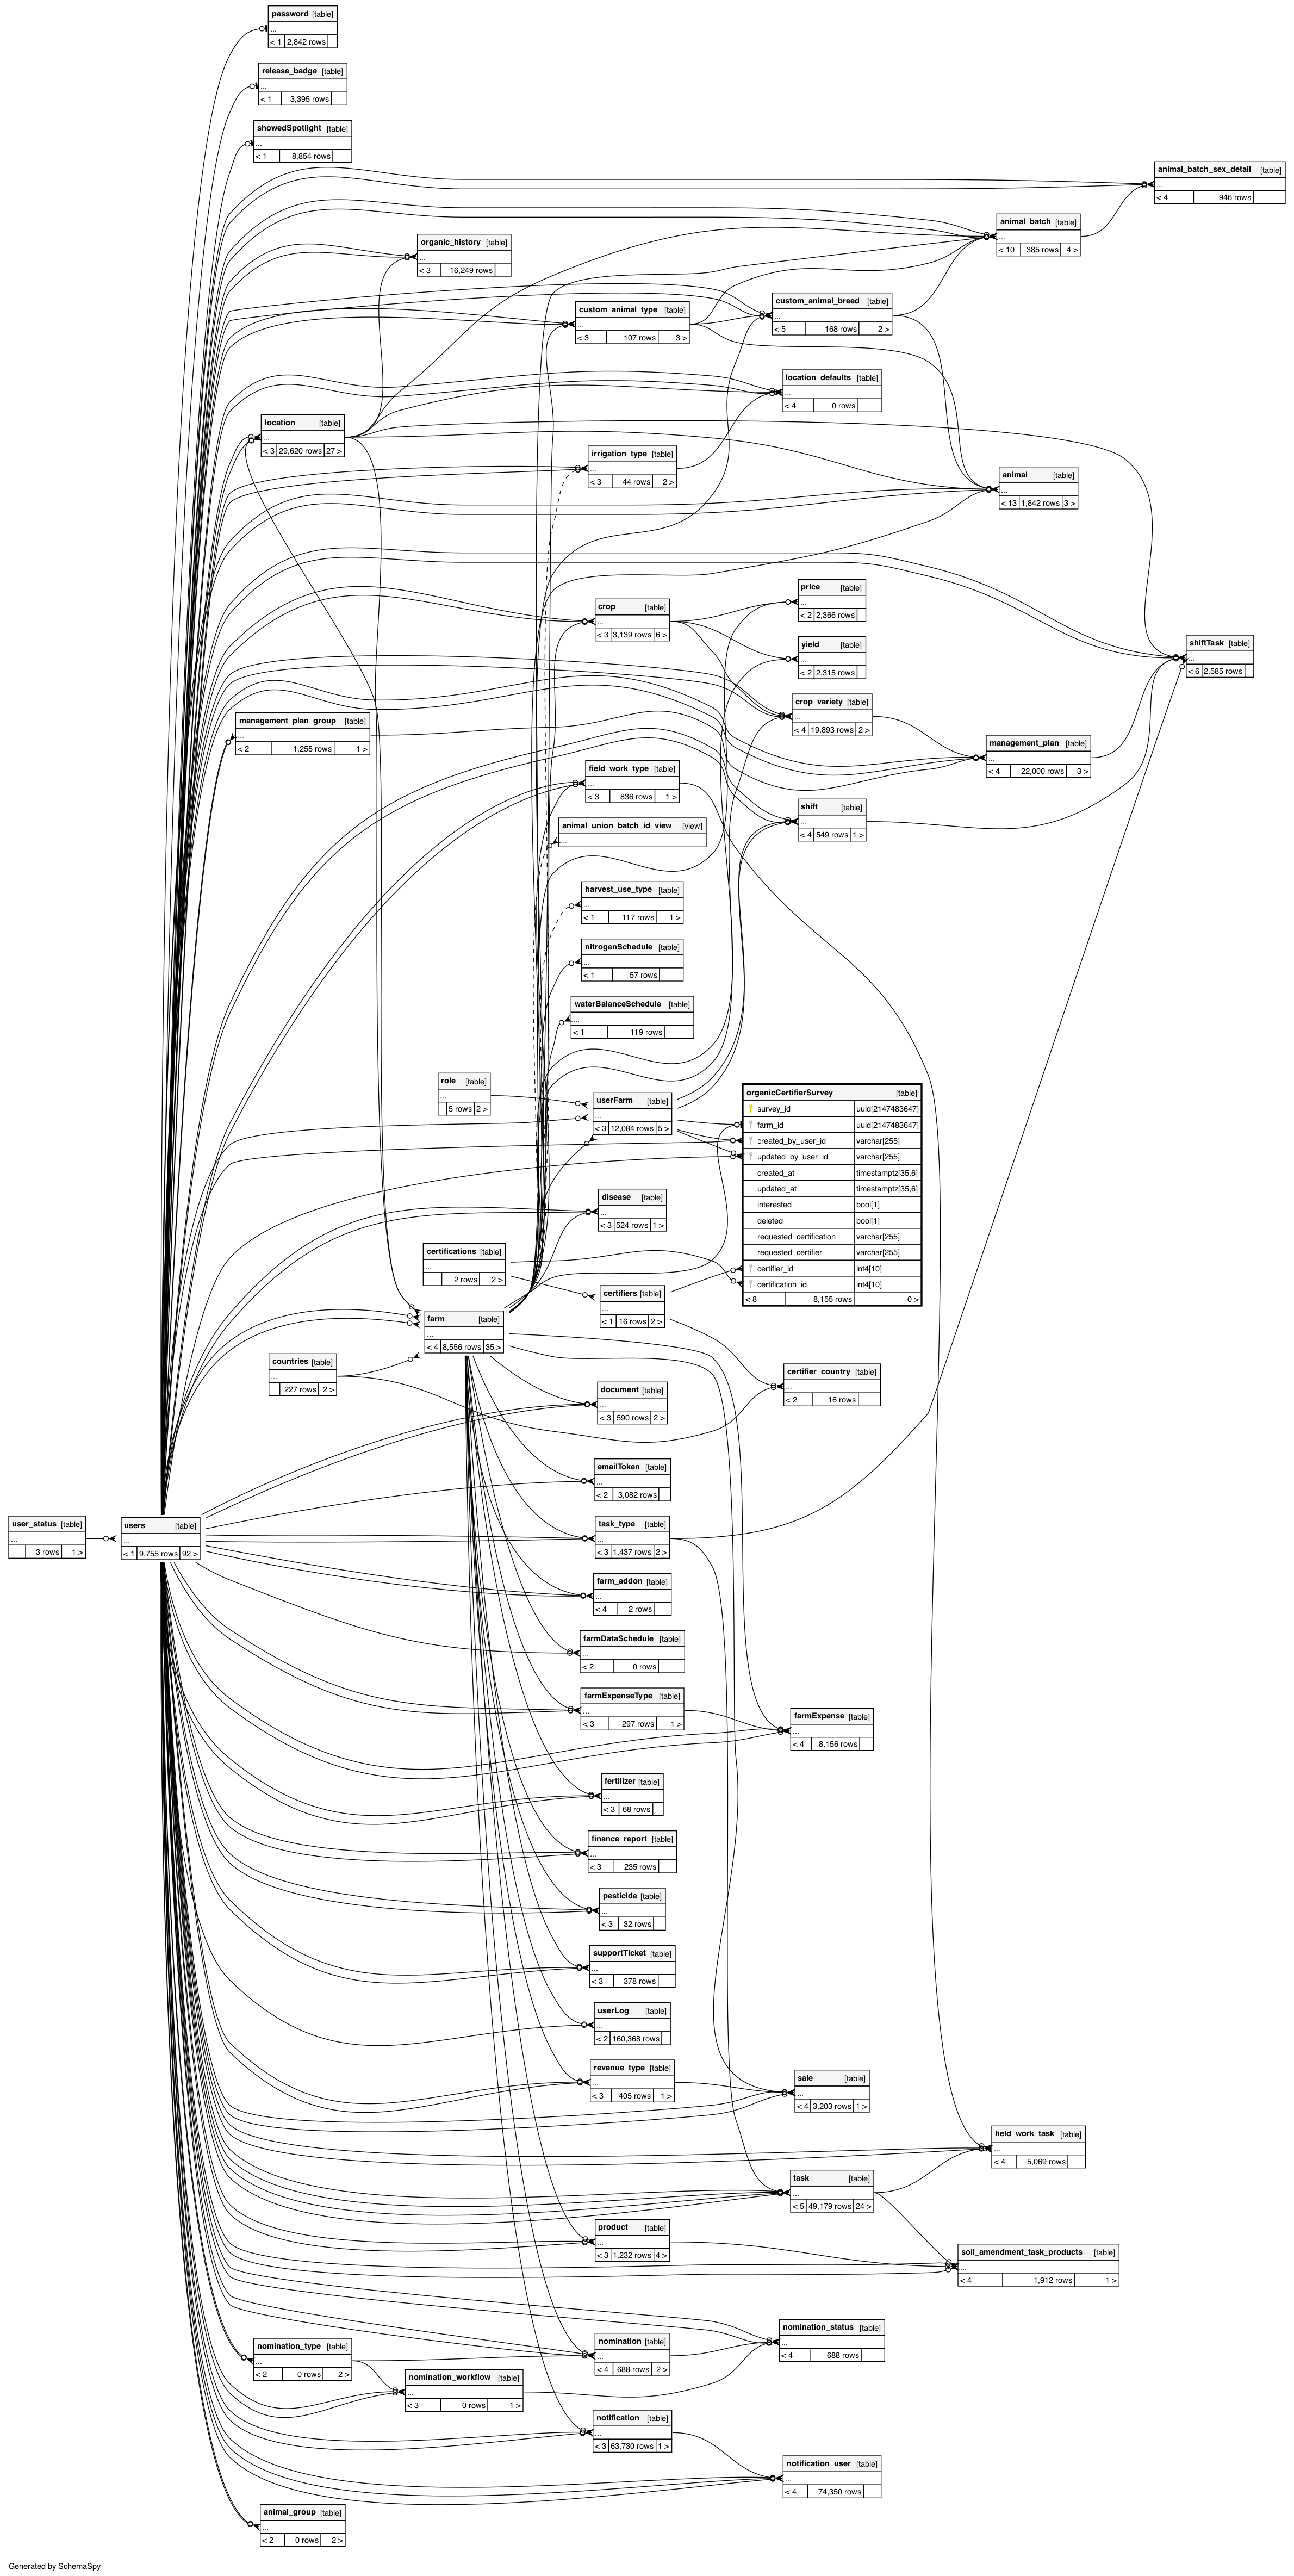 password [table]
...
< 1 2,842 rows
release_badge [table]
...
< 1 3,395 rows
showedSpotlight [table]
...
< 1 8,854 rows
animal_batch_sex_detail [table]
...
< 4 946 rows
animal_batch [table]
...
< 10 385 rows 4 >
organic_history [table]
...
< 3 16,249 rows
custom_animal_breed [table]
...
< 5 168 rows 2 >
custom_animal_type [table]
...
< 3 107 rows 3 >
location_defaults [table]
...
< 4 0 rows
location [table]
...
< 3 29,620 rows 27 >
irrigation_type [table]
...
< 3 44 rows 2 >
animal [table]
...
< 13 1,842 rows 3 >
price [table]
...
< 2 2,366 rows
crop [table]
...
< 3 3,139 rows 6 >
yield [table]
...
< 2 2,315 rows
shiftTask [table]
...
< 6 2,585 rows
crop_variety [table]
...
< 4 19,893 rows 2 >
management_plan_group [table]
...
< 2 1,255 rows 1 >
management_plan [table]
...
< 4 22,000 rows 3 >
field_work_type [table]
...
< 3 836 rows 1 >
shift [table]
...
< 4 549 rows 1 >
animal_union_batch_id_view [view]
...
harvest_use_type [table]
...
< 1 117 rows 1 >
nitrogenSchedule [table]
...
< 1 57 rows
waterBalanceSchedule [table]
...
< 1 119 rows
role [table]
...
5 rows 2 >
userFarm [table]
...
< 3 12,084 rows 5 >
organicCertifierSurvey [table]
survey_id uuid[2147483647]
farm_id uuid[2147483647]
created_by_user_id varchar[255]
updated_by_user_id varchar[255]
created_at timestamptz[35,6]
updated_at timestamptz[35,6]
interested bool[1]
deleted bool[1]
requested_certification varchar[255]
requested_certifier varchar[255]
certifier_id int4[10]
certification_id int4[10]
< 8 8,155 rows 0 >
disease [table]
...
< 3 524 rows 1 >
certifications [table]
...
2 rows 2 >
certifiers [table]
...
< 1 16 rows 2 >
farm [table]
...
< 4 8,556 rows 35 >
countries [table]
...
227 rows 2 >
certifier_country [table]
...
< 2 16 rows
document [table]
...
< 3 590 rows 2 >
emailToken [table]
...
< 2 3,082 rows
user_status [table]
...
3 rows 1 >
users [table]
...
< 1 9,755 rows 92 >
task_type [table]
...
< 3 1,437 rows 2 >
farm_addon [table]
...
< 4 2 rows
farmDataSchedule [table]
...
< 2 0 rows
farmExpenseType [table]
...
< 3 297 rows 1 >
farmExpense [table]
...
< 4 8,156 rows
fertilizer [table]
...
< 3 68 rows
finance_report [table]
...
< 3 235 rows
pesticide [table]
...
< 3 32 rows
supportTicket [table]
...
< 3 378 rows
userLog [table]
...
< 2 160,368 rows
revenue_type [table]
...
< 3 405 rows 1 >
sale [table]
...
< 4 3,203 rows 1 >
field_work_task [table]
...
< 4 5,069 rows
task [table]
...
< 5 49,179 rows 24 >
product [table]
...
< 3 1,232 rows 4 >
soil_amendment_task_products [table]
...
< 4 1,912 rows 1 >
nomination_status [table]
...
< 4 688 rows
nomination [table]
...
< 4 688 rows 2 >
nomination_type [table]
...
< 2 0 rows 2 >
nomination_workflow [table]
...
< 3 0 rows 1 >
notification [table]
...
< 3 63,730 rows 1 >
notification_user [table]
...
< 4 74,350 rows
animal_group [table]
...
< 2 0 rows 2 >
Generated by SchemaSpy